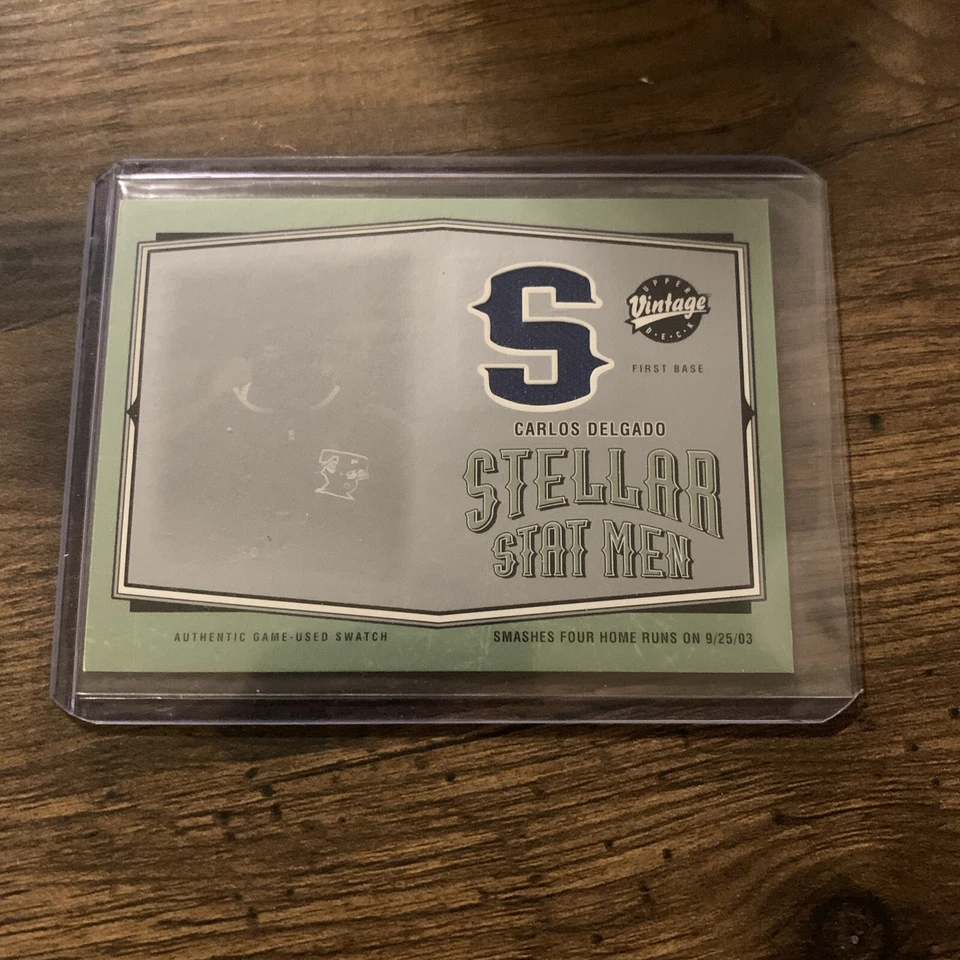 S
UPPER
Vintage
DECK
FIRST BASE
CARLOS DELGADO
STELLAR
STAT MEN
AUTHENTIC GAME-USED SWATCH
SMASHES FOUR HOME RUNS ON 9/25/03